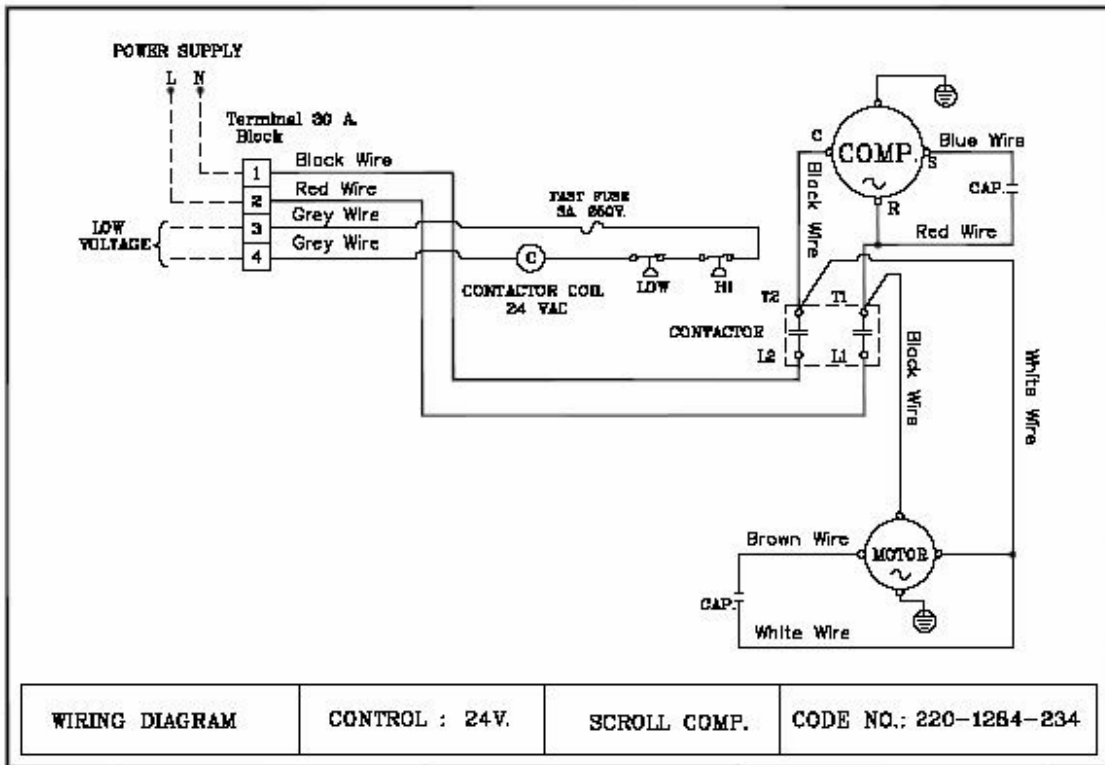 POWER SUPPLY
L N
Terminal 30 A.
Block
1
2
3
4
Black Wire
Red Wire
Grey Wire
Grey Wire
LOW
VOLTAGE
FAST FUSE
3A 250V.
C
CONTACTOR COIL
24 VAC
LOW
HI
C
COMP.
S
R
Blue Wire
CAP.
Red Wire
Black Wire
T2
T1
CONTACTOR
L2
L1
Black Wire
White Wire
Brown Wire
MOTOR
CAP.
White Wire
WIRING DIAGRAM
CONTROL : 24V.
SCROLL COMP.
CODE NO.: 220-1284-234